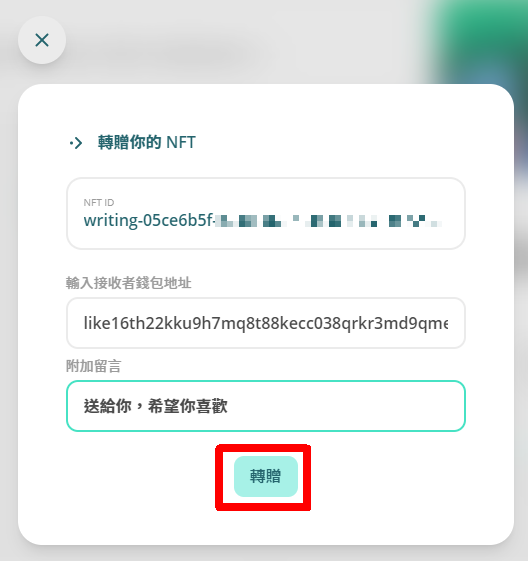 轉贈你的 NFT
NFT ID
writing-05ce6b5f-
輸入接收者錢包地址
like16th22kku9h7mq8t88kecc038qrkr3md9qme
附加留言
送給你，希望你喜歡
轉贈